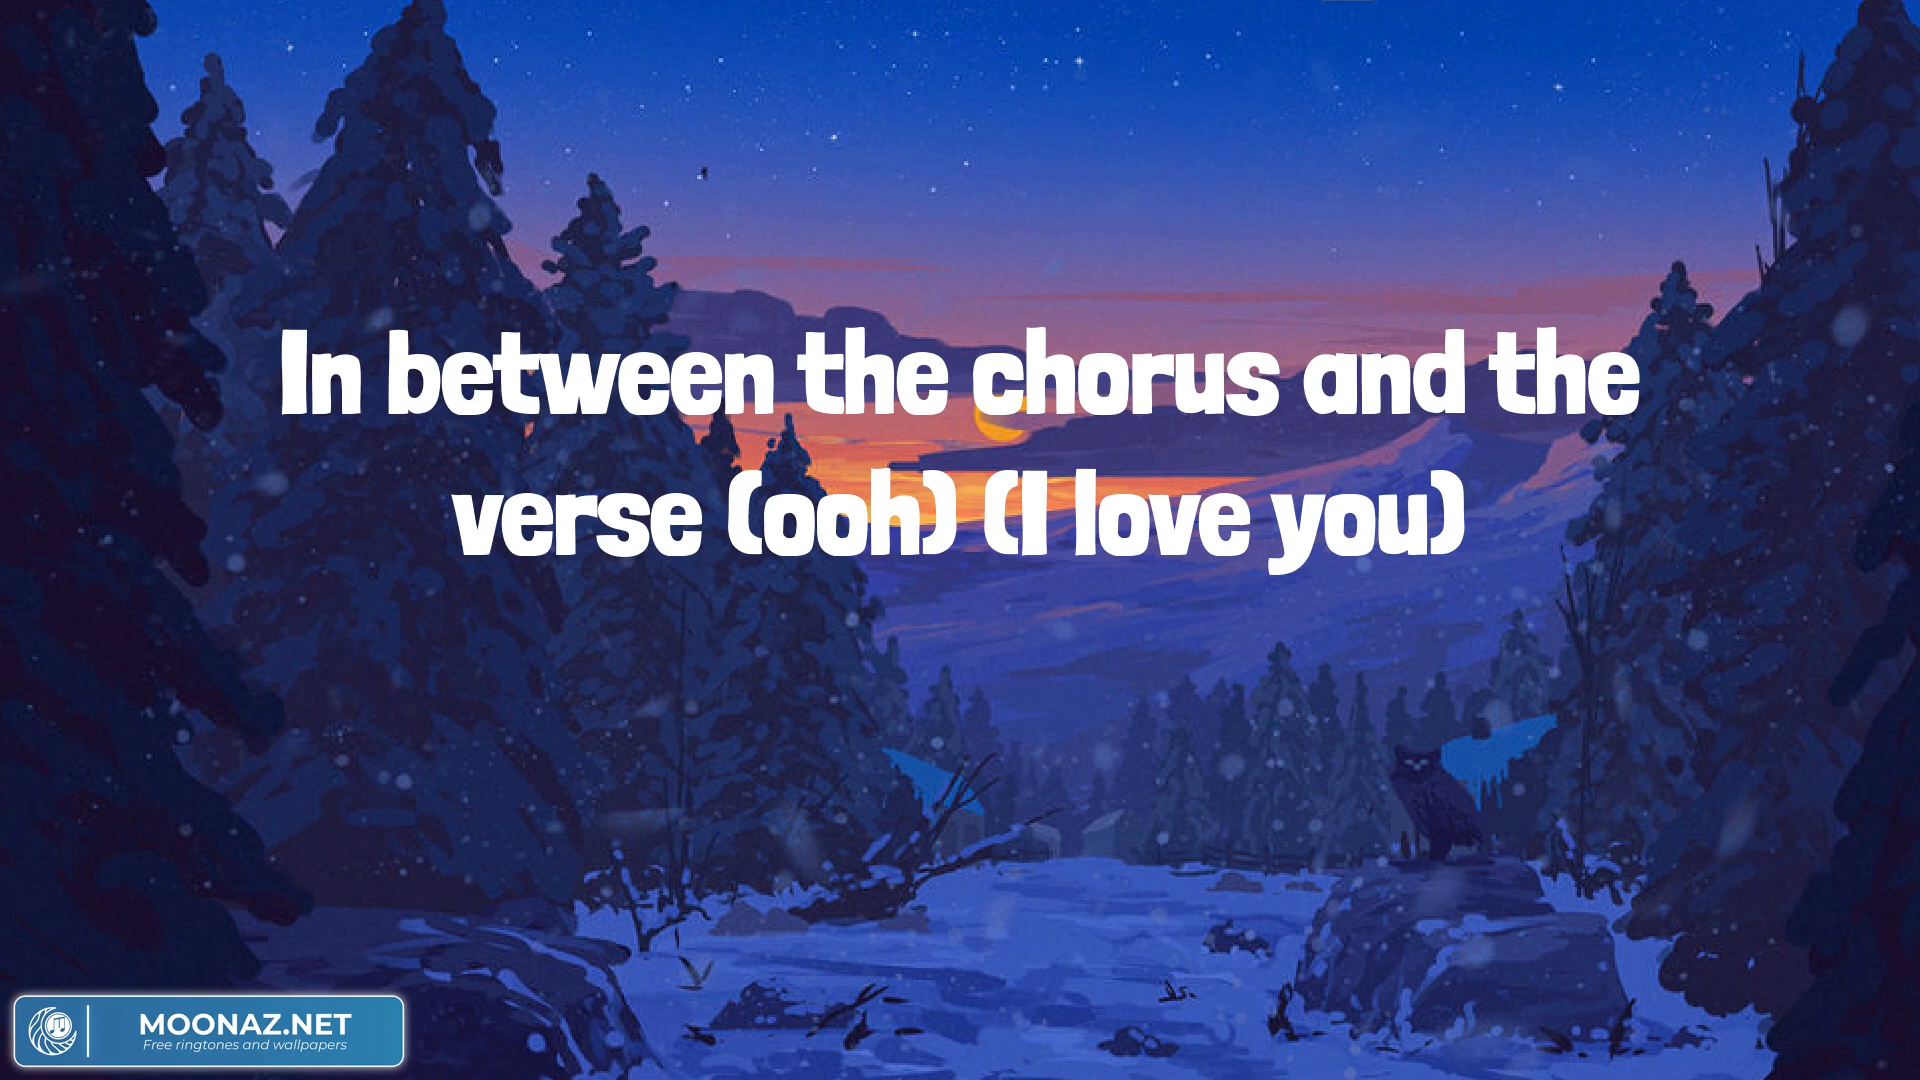 In between the chorus and the
verse (ooh) (I love you)
MOONAZ.NET
Free ringtones and wallpapers